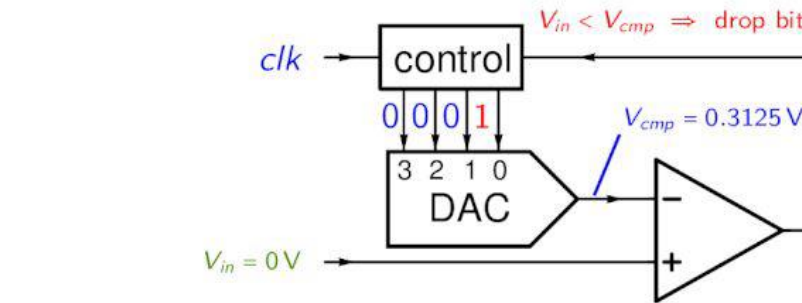 V_in < V_cmp ⇒ drop bit
clk
control
0 0 0 1
V_cmp = 0.3125 V
3 2 1 0
DAC
−
V_in = 0 V
+